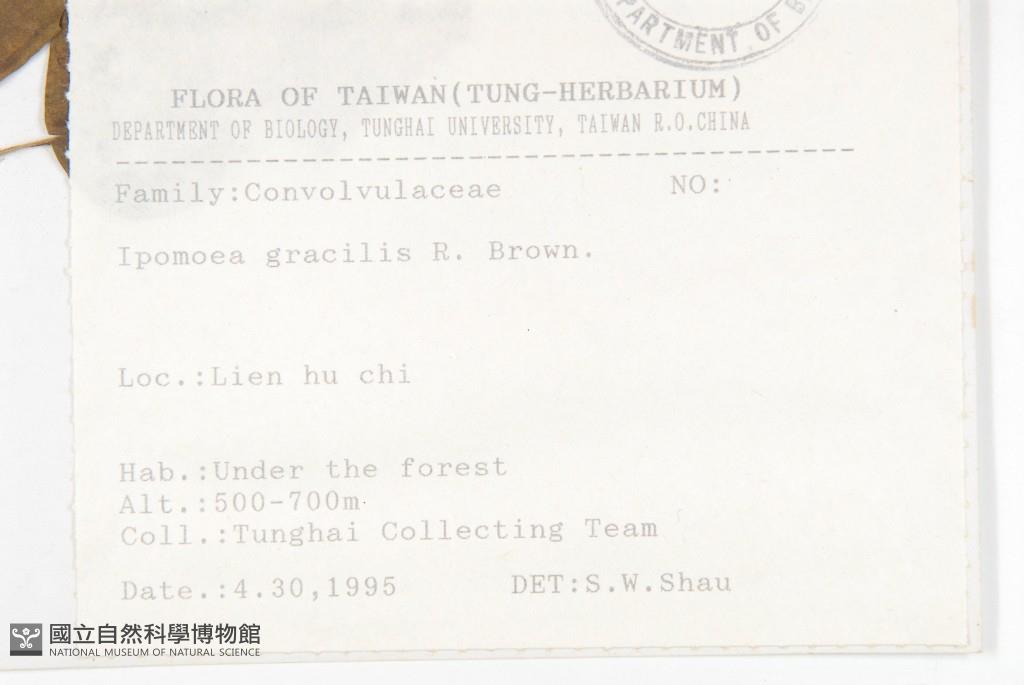 PARTMENT OF B
FLORA OF TAIWAN(TUNG-HERBARIUM)
DEPARTMENT OF BIOLOGY, TUNGHAI UNIVERSITY, TAIWAN R.O.CHINA
Family:Convolvulaceae NO:
Ipomoea gracilis R. Brown.
Loc.:Lien hu chi
Hab.:Under the forest
Alt.:500-700m
Coll.:Tunghai Collecting Team
Date.:4.30,1995 DET:S.W.Shau
國立自然科學博物館
NATIONAL MUSEUM OF NATURAL SCIENCE